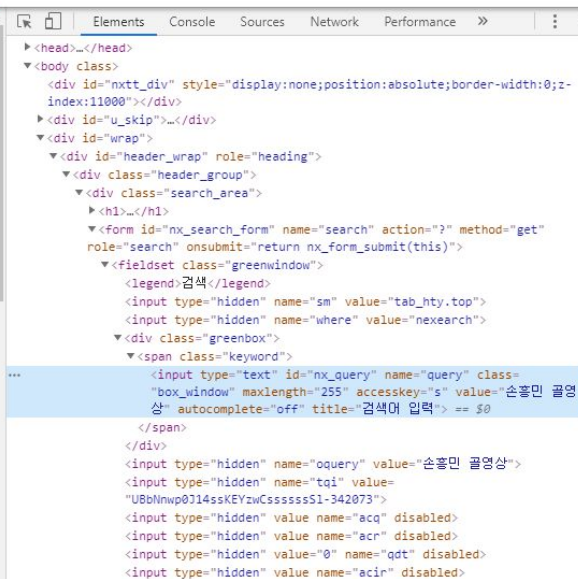 Elements Console Sources Network Performance »
▶<head>…</head>
▼<body class>
<div id="nxtt_div" style="display:none;position:absolute;border-width:0;z-
index:11000"></div>
▶<div id="u_skip">…</div>
▼<div id="wrap">
▼<div id="header_wrap" role="heading">
▼<div class="header_group">
▼<div class="search_area">
▶<h1>…</h1>
▼<form id="nx_search_form" name="search" action="?" method="get"
role="search" onsubmit="return nx_form_submit(this)">
▼<fieldset class="greenwindow">
<legend>검색</legend>
<input type="hidden" name="sm" value="tab_hty.top">
<input type="hidden" name="where" value="nexearch">
▼<div class="greenbox">
▼<span class="keyword">
… <input type="text" id="nx_query" name="query" class=
"box_window" maxlength="255" accesskey="s" value="손흥민 골영
상" autocomplete="off" title="검색어 입력"> == $0
</span>
</div>
<input type="hidden" name="oquery" value="손흥민 골영상">
<input type="hidden" name="tqi" value=
"UBbNnwp0J14ssKEYzwCssssssSl-342073">
<input type="hidden" value name="acq" disabled>
<input type="hidden" value name="acr" disabled>
<input type="hidden" value="0" name="qdt" disabled>
<input type="hidden" value name="acir" disabled>